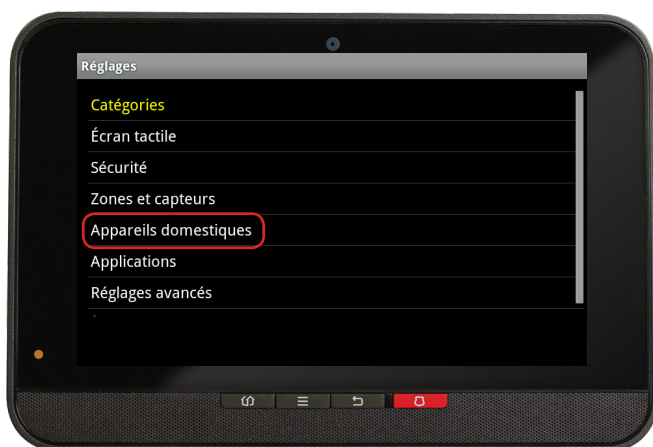 Réglages
Catégories
Écran tactile
Sécurité
Zones et capteurs
Appareils domestiques
Applications
Réglages avancés